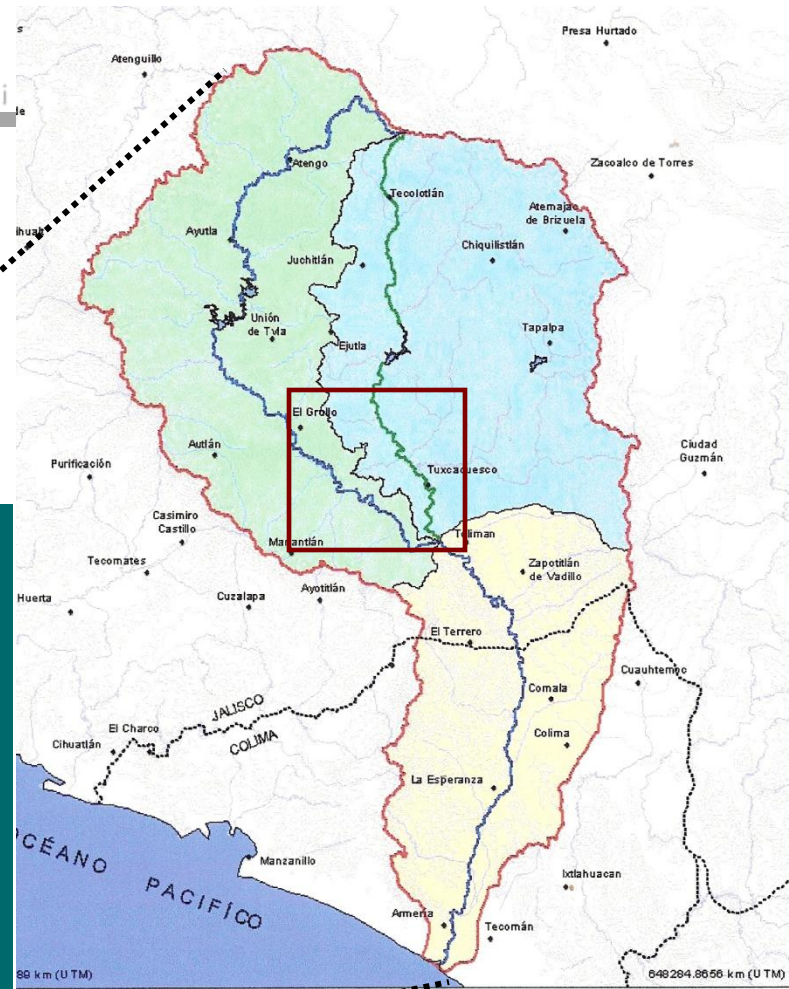 Presa Hurtado
Atenguillo
Zacoalco de Torres
Atengo
Tecolotlán
Atemajac
de Brizuela
Ayutla
Chiquilistlán
Juchitlán
Unión
de Tula
Ejutla
Tapalpa
El Grullo
Autlán
Ciudad
Guzmán
Purificación
Tuxcacuesco
Casimiro
Castillo
Manantlán
Toliman
Tecomates
Zapotitlán
de Vadillo
Huerta
Cuzalapa
Ayotitlán
El Terrero
Cuauhtemoc
Comala
JALISCO
COLIMA
El Charco
Cihuatlán
Colima
La Esperanza
OCÉANO PACIFÍCO
Manzanillo
Ixtlahuacan
Armería
Tecomán
89 km (UTM)
648284.8656 km (UTM)